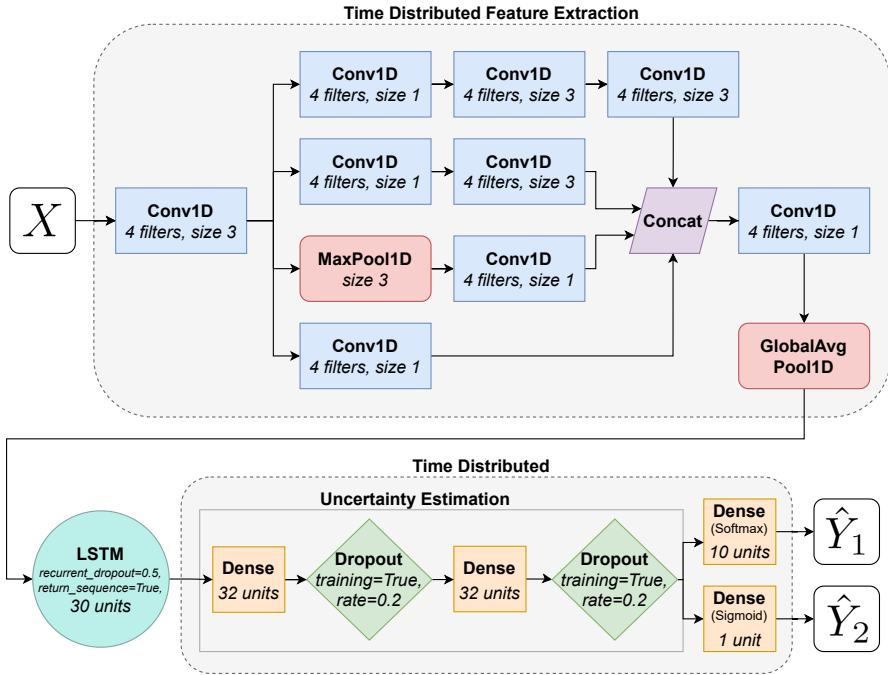 Time Distributed Feature Extraction
Conv1D
4 filters, size 1
Conv1D
4 filters, size 3
Conv1D
4 filters, size 3
Conv1D
4 filters, size 1
Conv1D
4 filters, size 3
X
Conv1D
4 filters, size 3
Concat
Conv1D
4 filters, size 1
MaxPool1D
size 3
Conv1D
4 filters, size 1
Conv1D
4 filters, size 1
GlobalAvg
Pool1D
Time Distributed
Uncertainty Estimation
LSTM
recurrent_dropout=0.5,
return_sequence=True,
30 units
Dense
32 units
Dropout
training=True,
rate=0.2
Dense
32 units
Dropout
training=True,
rate=0.2
Dense
(Softmax)
10 units
Ŷ₁
Dense
(Sigmoid)
1 unit
Ŷ₂